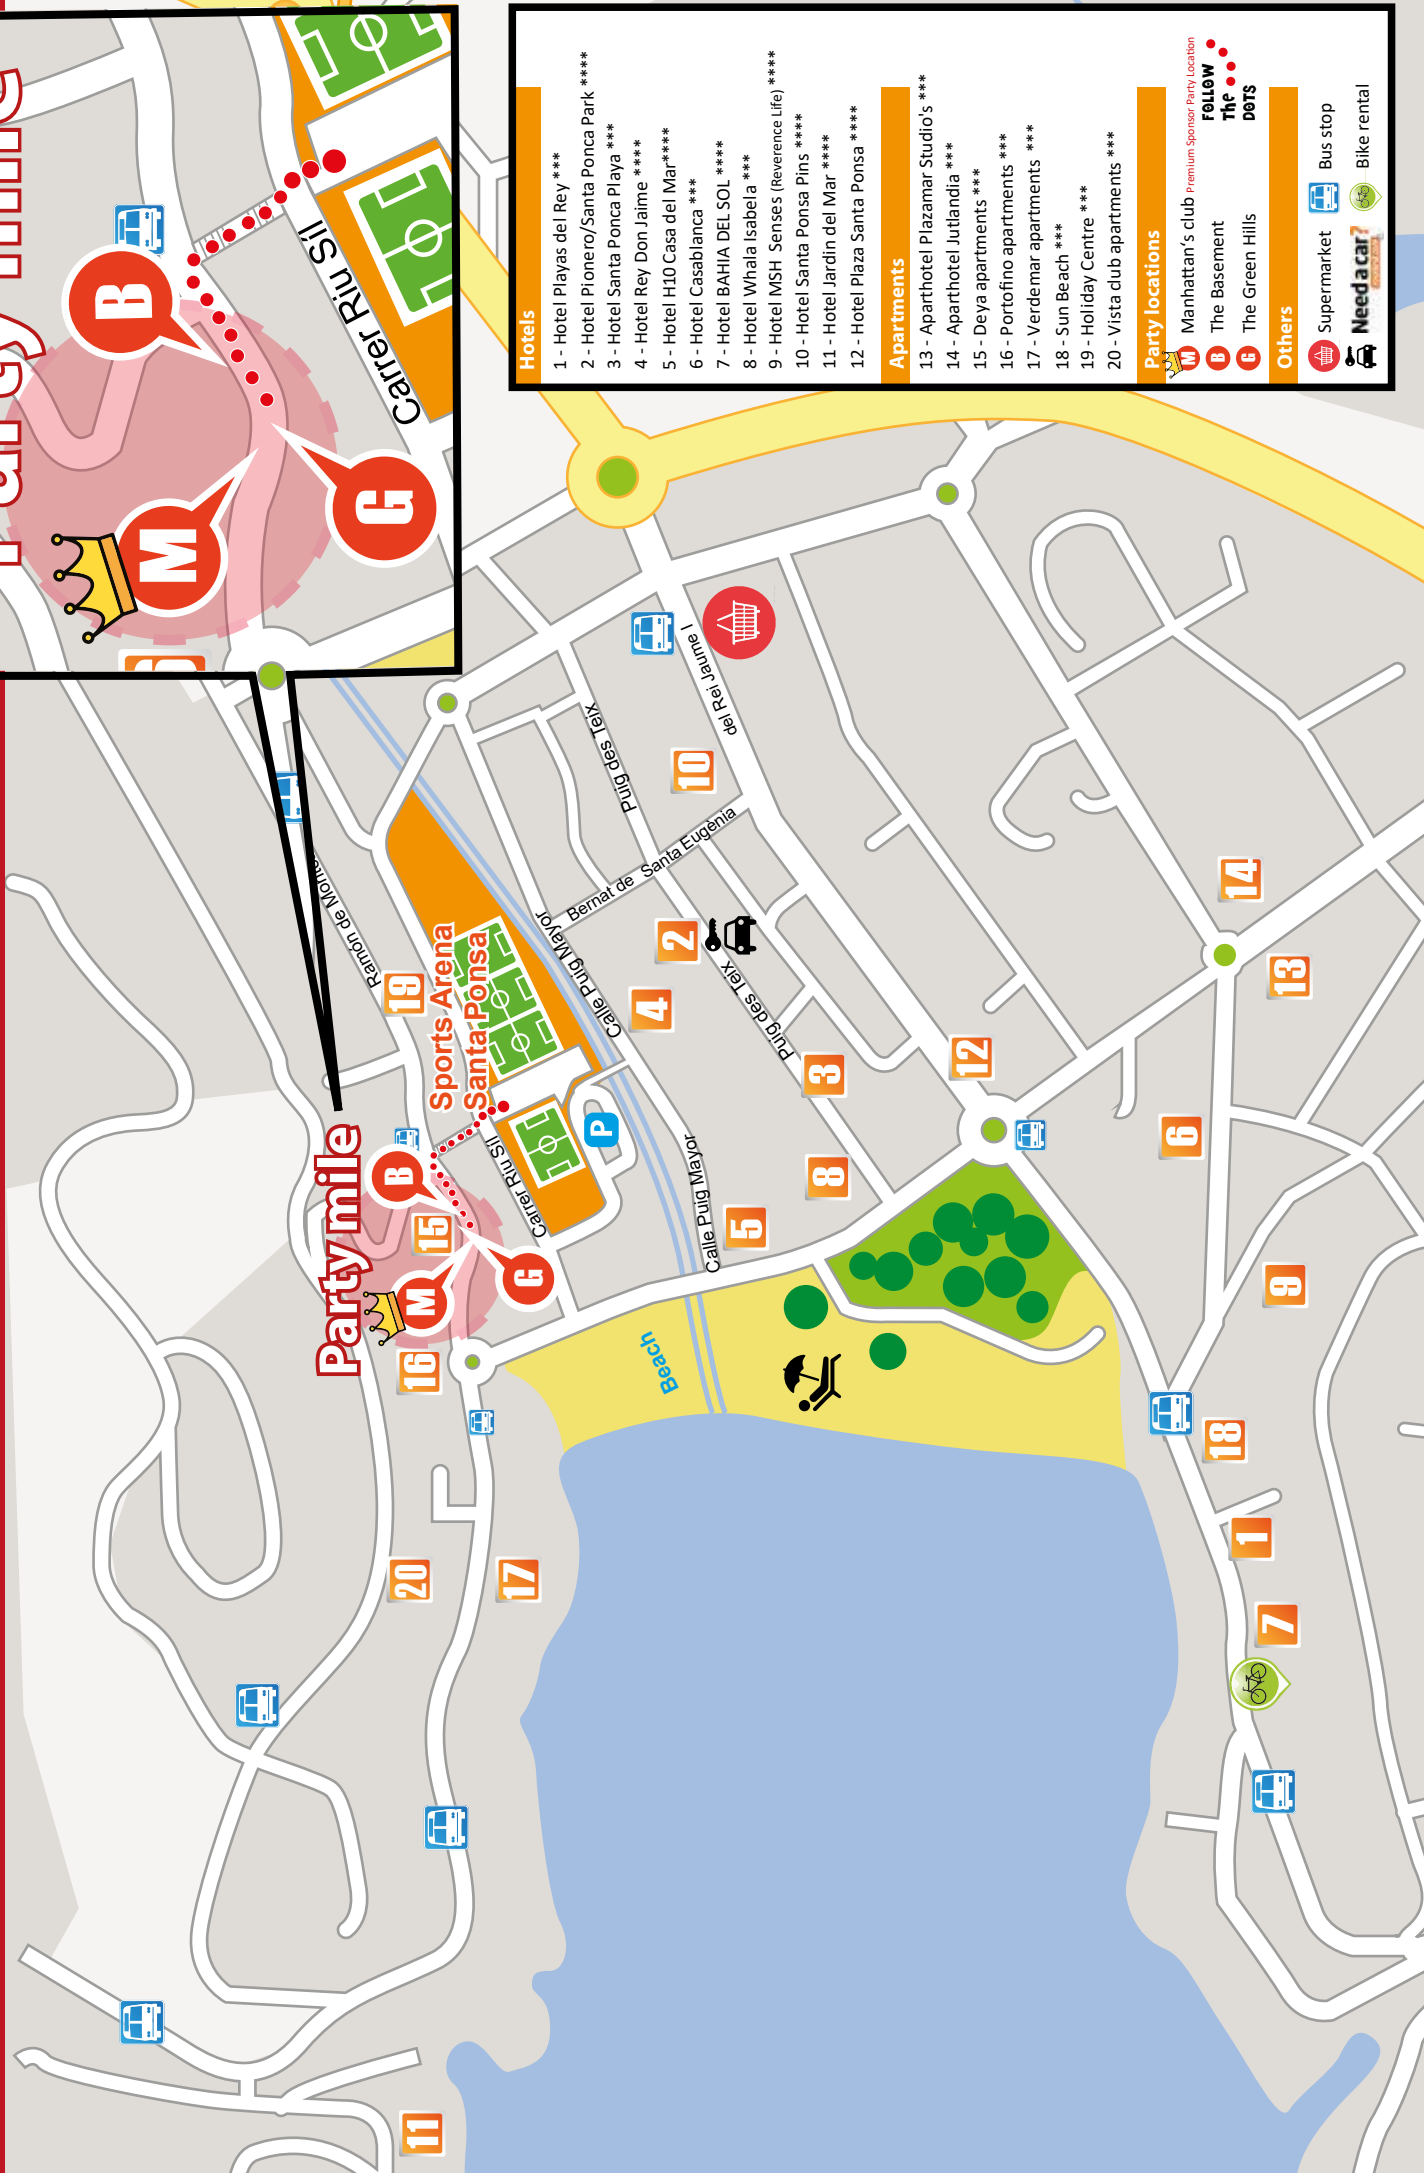 Party mile
B
M
G
Carrer Riu Síl
Hotels
1 - Hotel Playas del Rey ***
2 - Hotel Pionero/Santa Ponca Park ****
3 - Hotel Santa Ponca Playa ***
4 - Hotel Rey Don Jaime ****
5 - Hotel H10 Casa del Mar****
6 - Hotel Casablanca ***
7 - Hotel BAHIA DEL SOL ****
8 - Hotel Whala Isabela ***
9 - Hotel MSH Senses (Reverence Life) ****
10 - Hotel Santa Ponsa Pins ****
11 - Hotel Jardin del Mar ****
12 - Hotel Plaza Santa Ponsa ****
Apartments
13 - Aparthotel Plazamar Studio's ***
14 - Aparthotel Jutlandia ***
15 - Deya apartments ***
16 - Portofino apartments ***
17 - Verdemar apartments ***
18 - Sun Beach ***
19 - Holiday Centre ***
20 - Vista club apartments ***
Party locations
M Manhattan's club Premium Sponsor Party Location
B The Basement
G The Green Hills
FOLLOW
The
DOTS
Others
Supermarket
Bus stop
Need a car?
Bike rental
Party mile
Sports Arena
Santa Ponsa
Ramón de Monte
Carrer Riu Síl
Calle Puig Mayor
Calle Puig Mayor
Bernat de Santa Eugènia
Puig des Teix
Puig des Teix
del Rei Jaume I
Beach
P
B
M
G
19
15
16
20
17
11
10
2
4
3
8
5
12
14
13
6
9
18
1
7